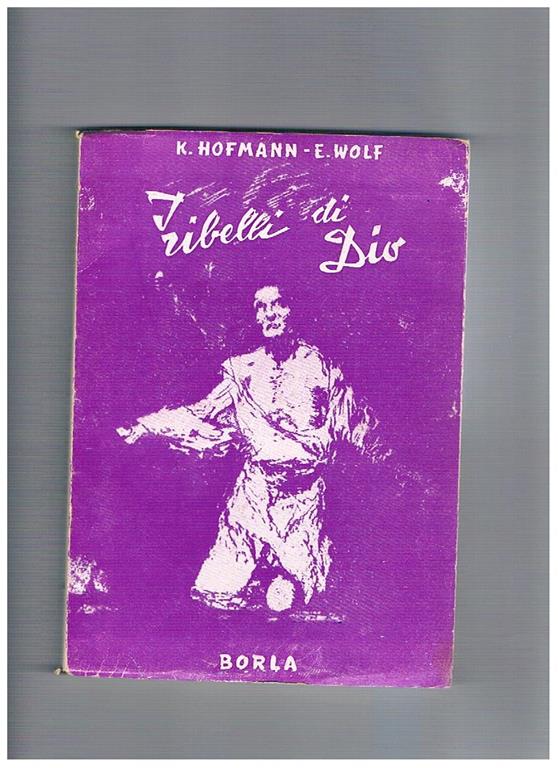 K. HOFMANN - E. WOLF
I ribelli di Dio
BORLA